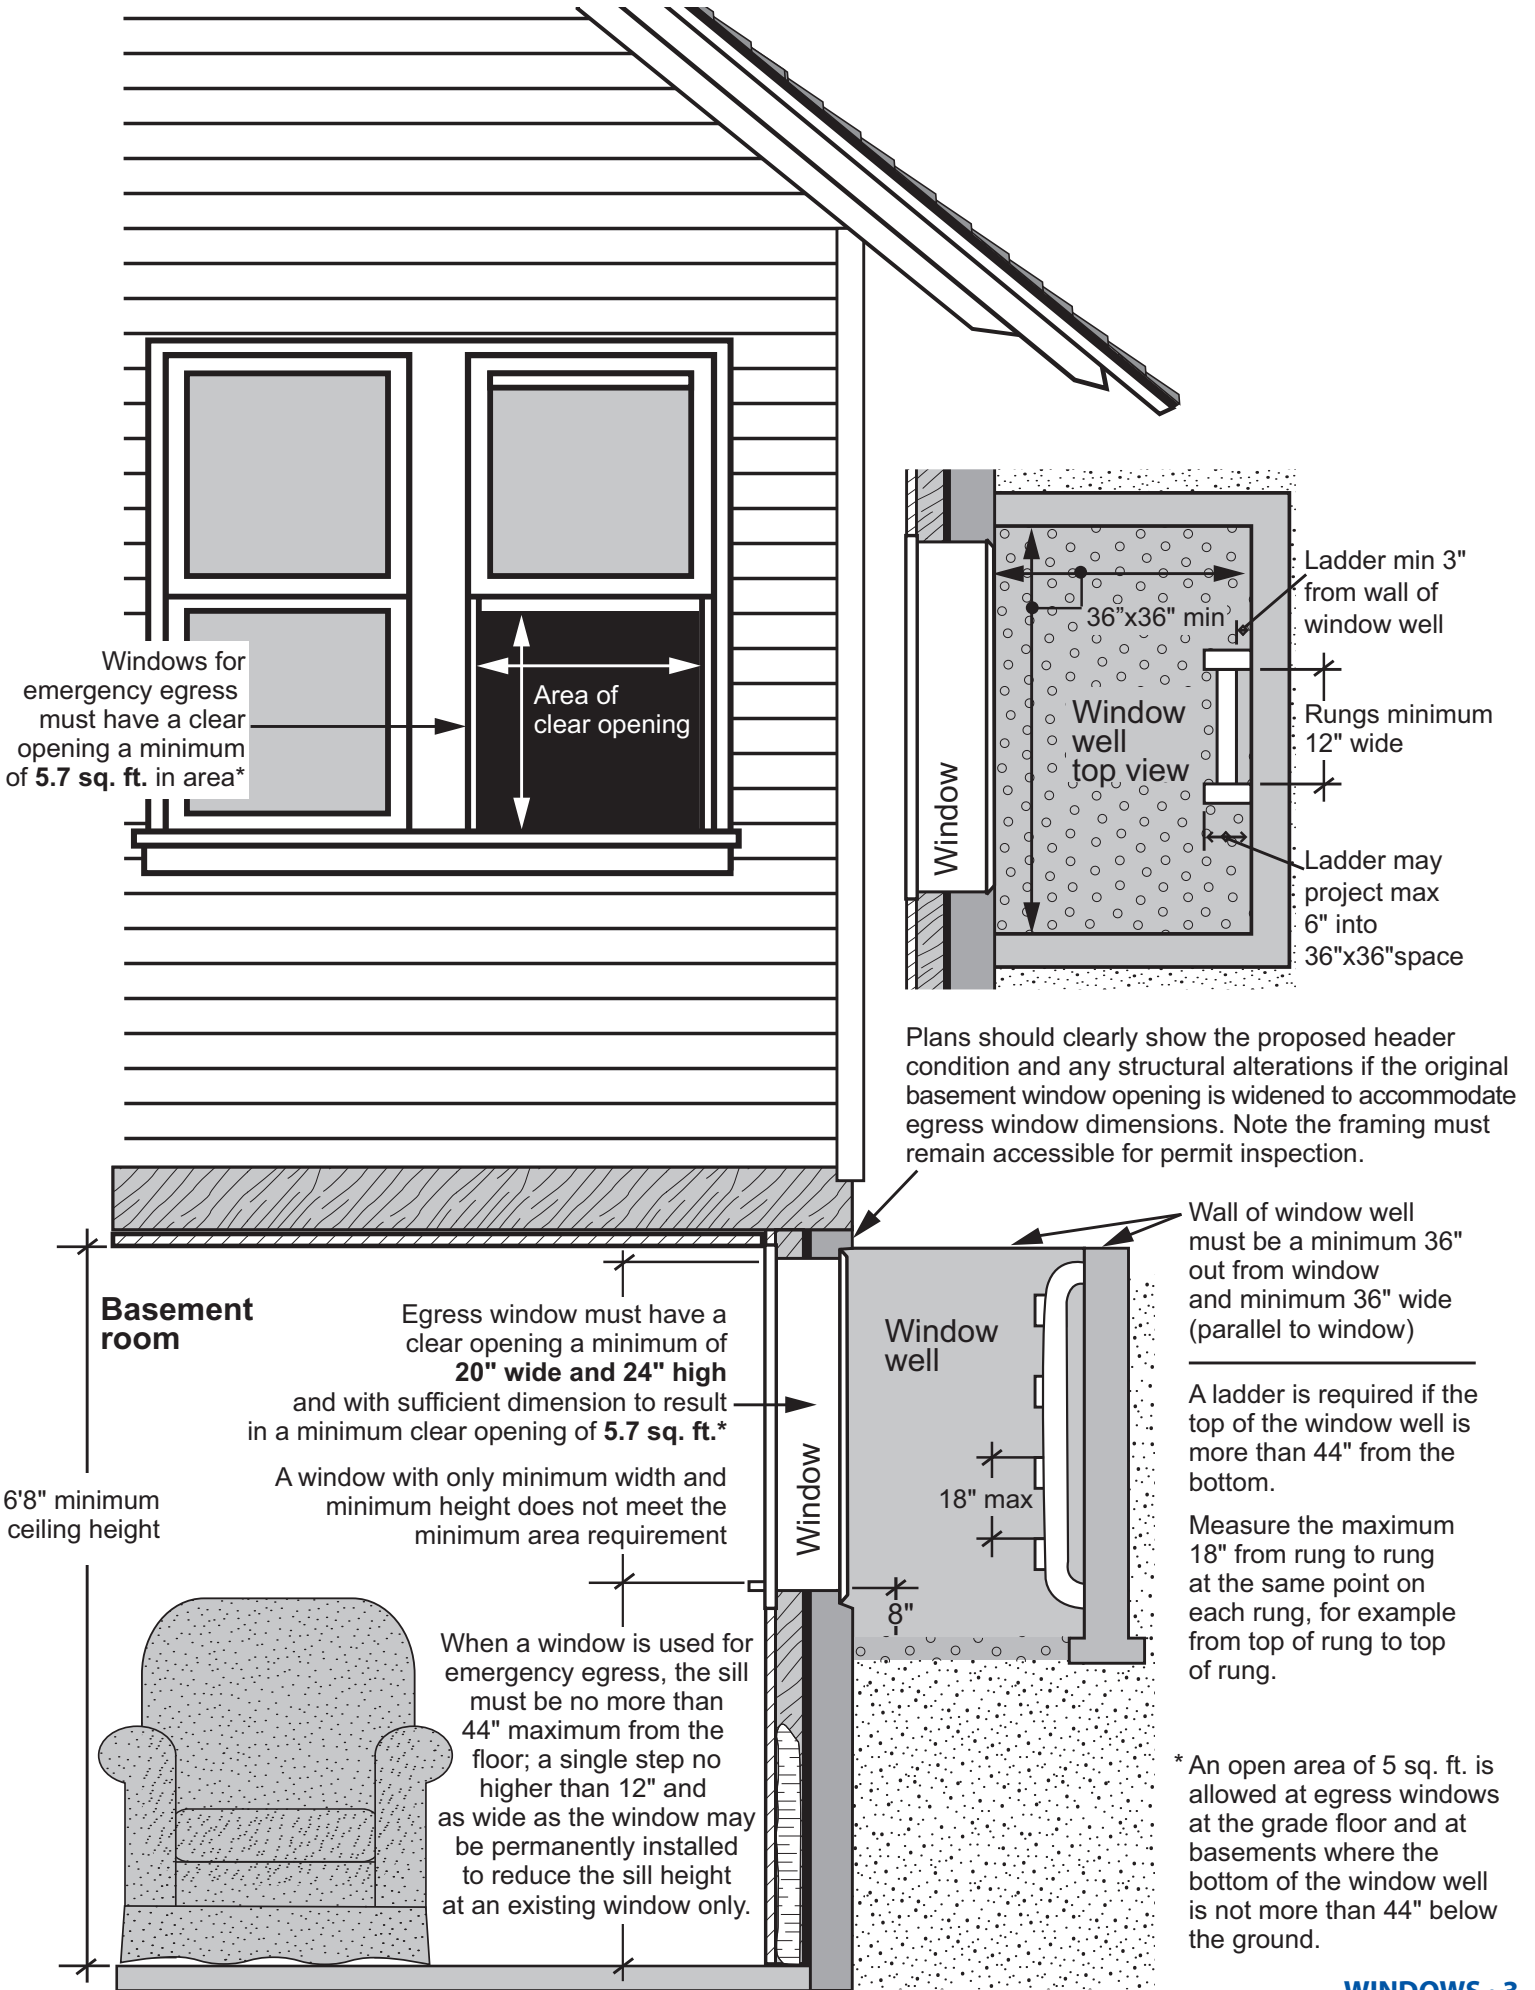 Windows for
emergency egress
must have a clear
opening a minimum
of 5.7 sq. ft. in area*
Area of
clear opening
36”x36" min
Window
well
top view
Window
Ladder min 3"
from wall of
window well
Rungs minimum
12" wide
Ladder may
project max
6" into
36"x36"space
Plans should clearly show the proposed header
condition and any structural alterations if the original
basement window opening is widened to accommodate
egress window dimensions. Note the framing must
remain accessible for permit inspection.
Wall of window well
must be a minimum 36"
out from window
and minimum 36" wide
(parallel to window)
Basement
room
Egress window must have a
clear opening a minimum of
20" wide and 24" high
and with sufficient dimension to result
in a minimum clear opening of 5.7 sq. ft.*
A window with only minimum width and
minimum height does not meet the
minimum area requirement
6'8" minimum
ceiling height
Window
Window
well
18" max
8"
A ladder is required if the
top of the window well is
more than 44" from the
bottom.
Measure the maximum
18" from rung to rung
at the same point on
each rung, for example
from top of rung to top
of rung.
When a window is used for
emergency egress, the sill
must be no more than
44" maximum from the
floor; a single step no
higher than 12" and
as wide as the window may
be permanently installed
to reduce the sill height
at an existing window only.
* An open area of 5 sq. ft. is
allowed at egress windows
at the grade floor and at
basements where the
bottom of the window well
is not more than 44" below
the ground.
WINDOWS · 3